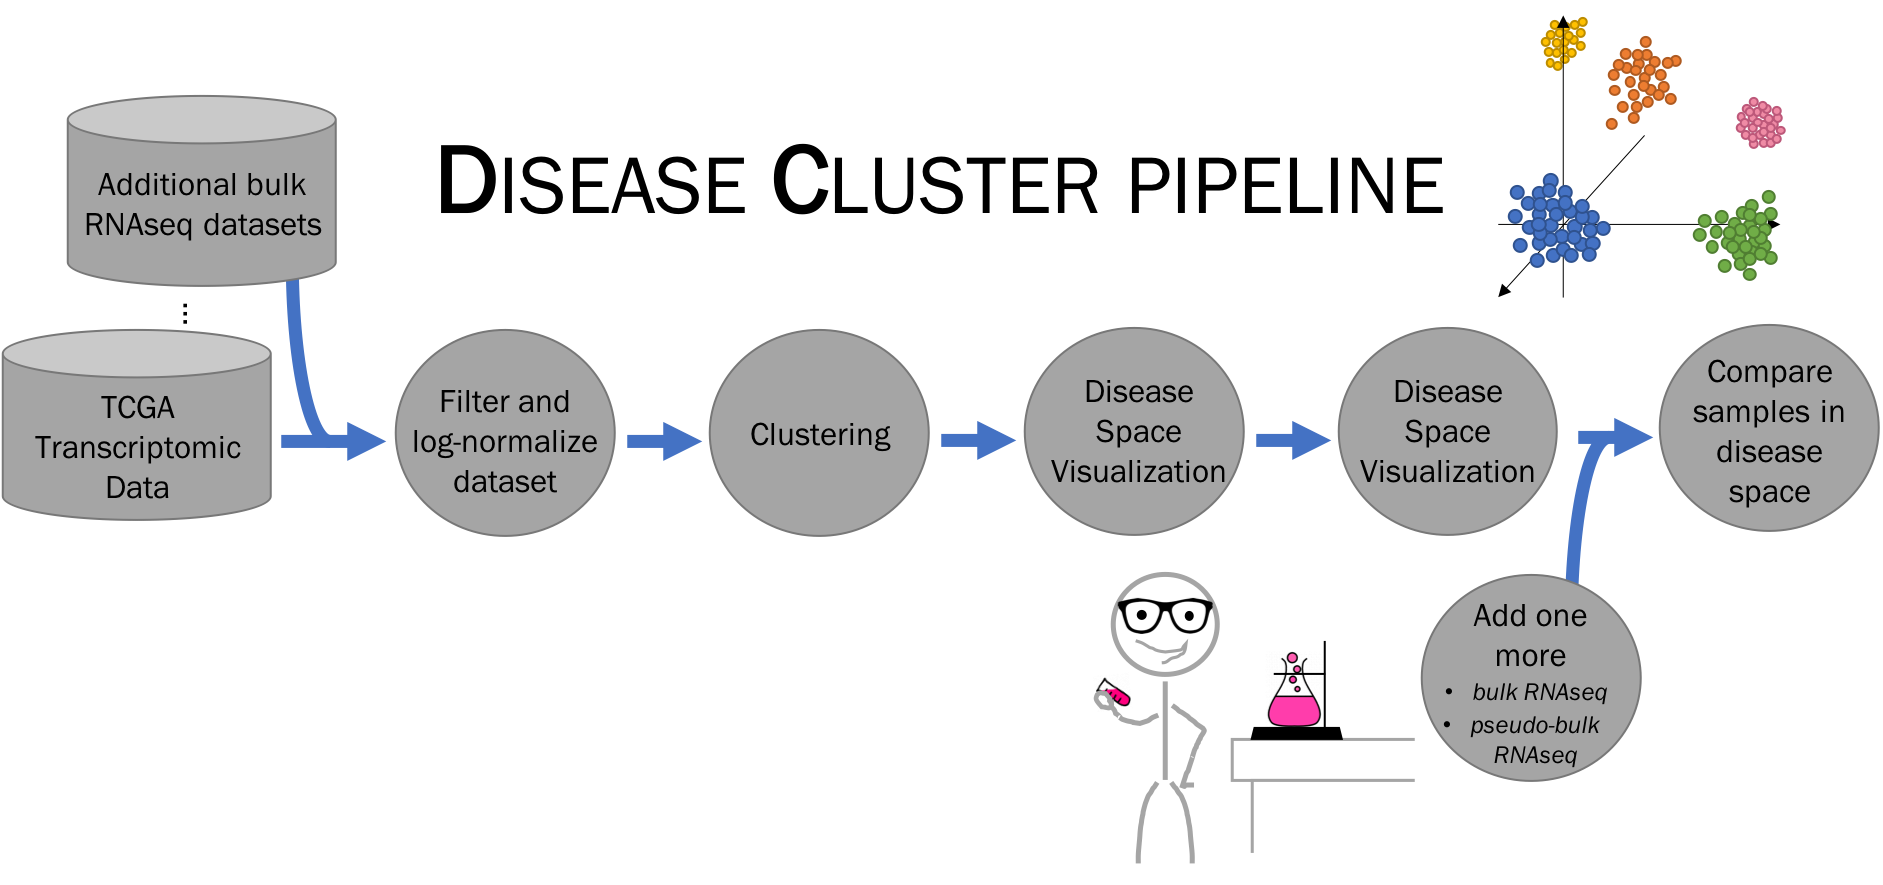 DISEASE CLUSTER PIPELINE
Additional bulk
RNAseq datasets
...
TCGA
Transcriptomic
Data
Filter and
log-normalize
dataset
Clustering
Disease
Space
Visualization
Disease
Space
Visualization
Compare
samples in
disease
space
Add one
more
• bulk RNAseq
• pseudo-bulk
RNAseq